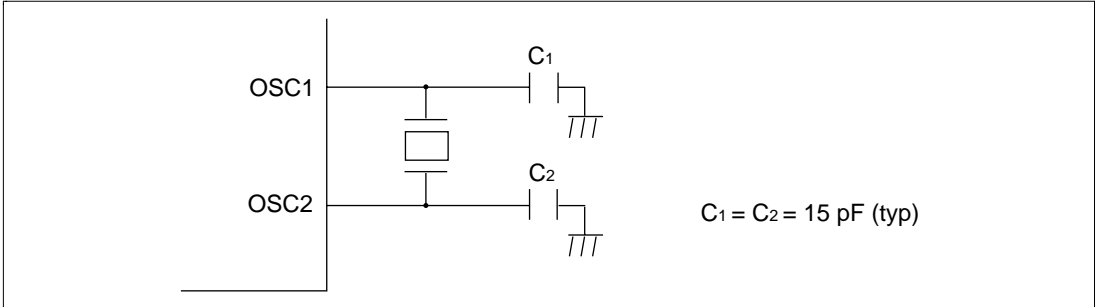 C1
OSC1
C2
OSC2
C1 = C2 = 15 pF (typ)